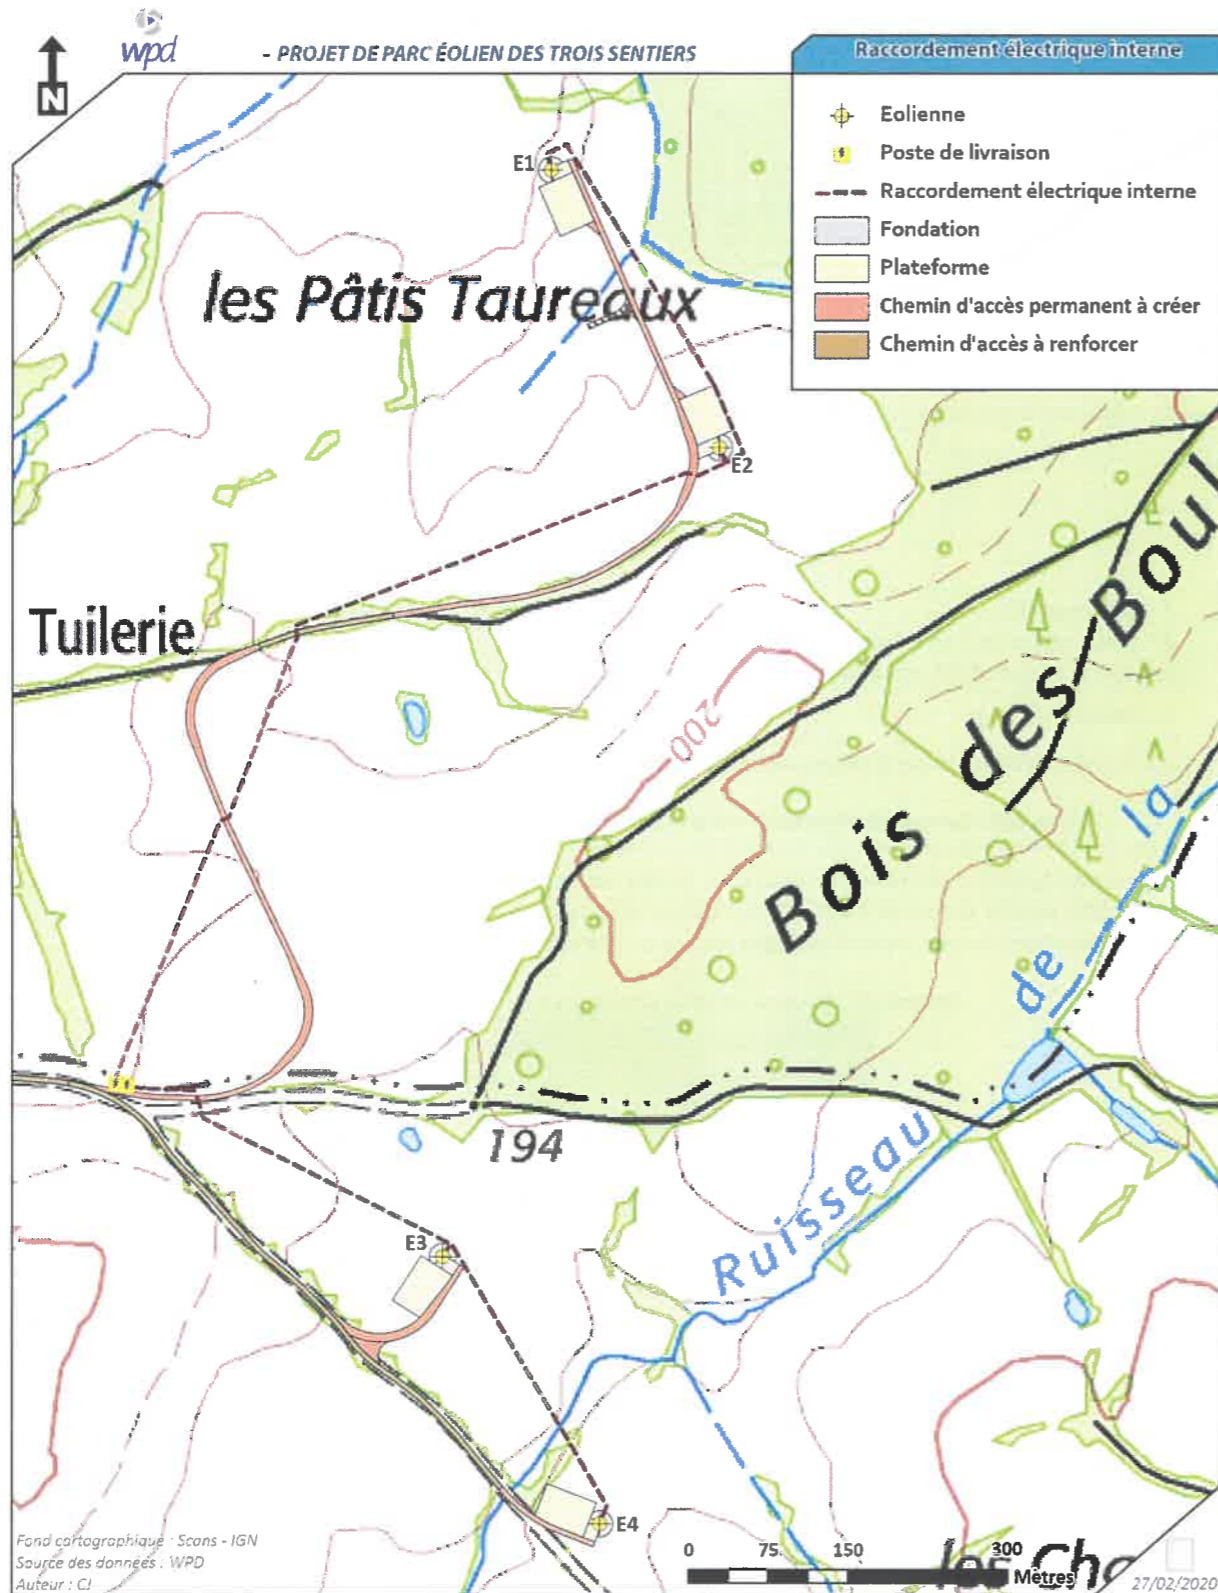 wpd
- PROJET DE PARC ÉOLIEN DES TROIS SENTIERS
Raccordement électrique interne
N
Eolienne
Poste de livraison
Raccordement électrique interne
Fondation
Plateforme
Chemin d'accès permanent à créer
Chemin d'accès à renforcer
E1
les Pâtis Taureaux
E2
Tuilerie
200
Bois des Boul
Ruisseau de la
194
E3
E4
0 75 150 300
Mètres
les Ch
Fond cartographique : Scans - IGN
Source des données : WPD
Auteur : CJ
27/02/2020